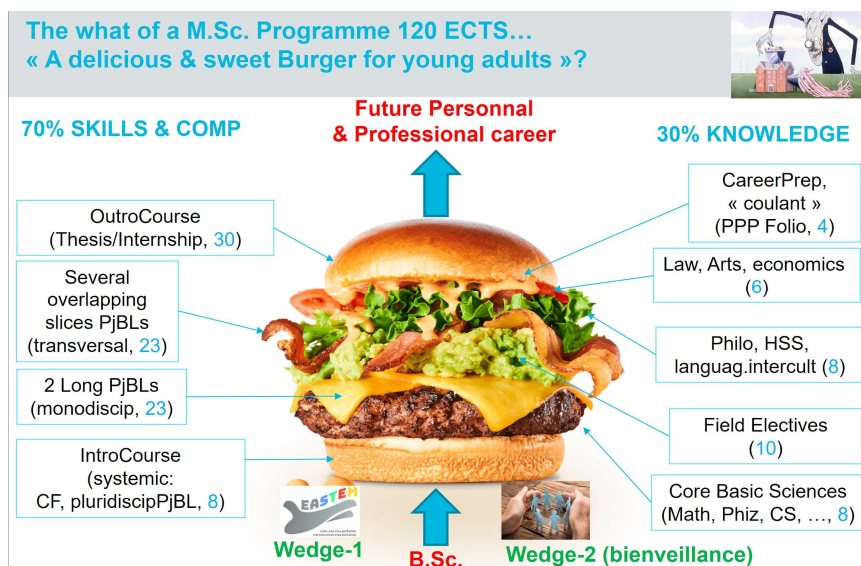 The what of a M.Sc. Programme 120 ECTS…
« A delicious & sweet Burger for young adults »?
70% SKILLS & COMP
Future Personnal
& Professional career
30% KNOWLEDGE
OutroCourse
(Thesis/Internship, 30)
Several
overlapping
slices PjBLs
(transversal, 23)
2 Long PjBLs
(monodiscip, 23)
IntroCourse
(systemic:
CF, pluridiscipPjBL, 8)
CareerPrep,
« coulant »
(PPP Folio, 4)
Law, Arts, economics
(6)
Philo, HSS,
languag.intercult (8)
Field Electives
(10)
Core Basic Sciences
(Math, Phiz, CS, …, 8)
EASTEM
Wedge-1
B.Sc.
Wedge-2 (bienveillance)